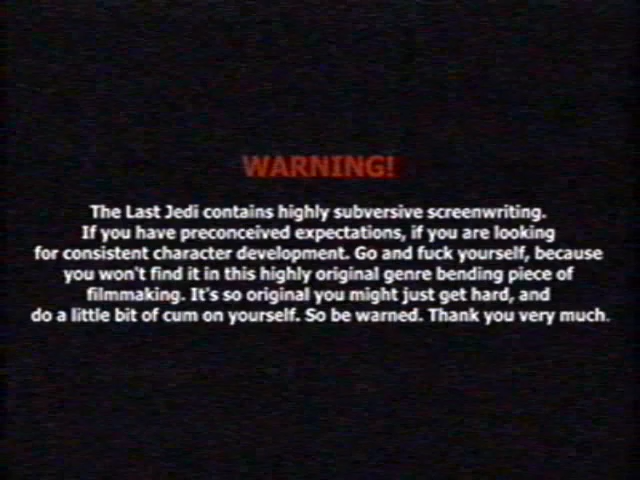 WARNING!
The Last Jedi contains highly subversive screenwriting.
If you have preconceived expectations, if you are looking
for consistent character development. Go and fuck yourself, because
you won't find it in this highly original genre bending piece of
filmmaking. It's so original you might just get hard, and
do a little bit of cum on yourself. So be warned. Thank you very much.